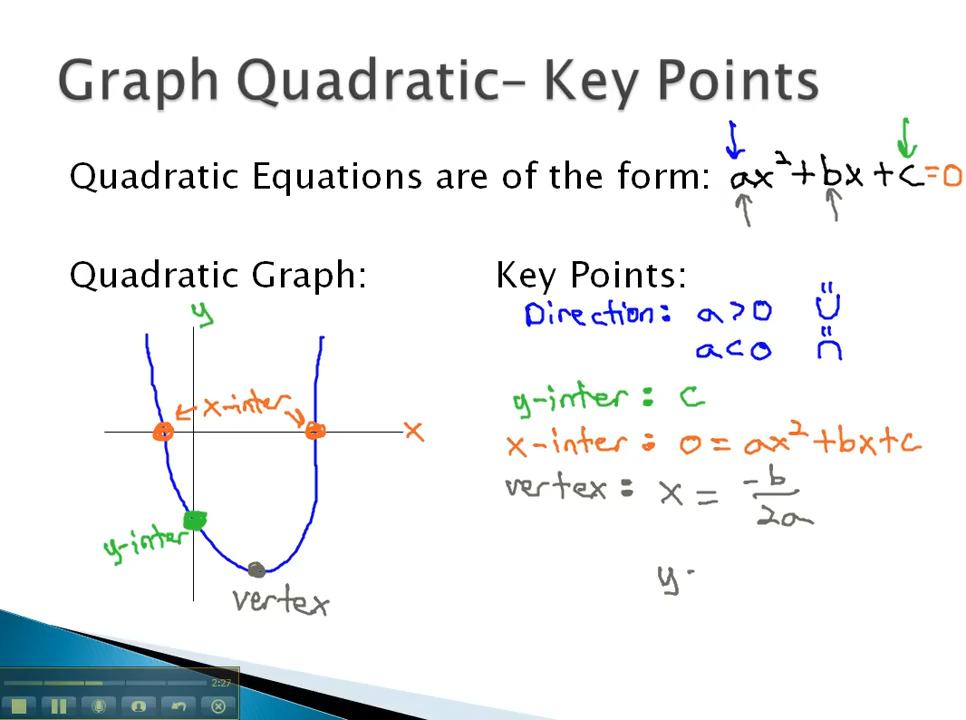 Graph Quadratic– Key Points
Quadratic Equations are of the form: ax²+bx+c=0
Quadratic Graph:
Key Points:
y
x-inter
x
y-inter
vertex
Direction: a>0 ∪
a<0 ∩
y-inter: c
x-inter: 0=ax²+bx+c
vertex: x = -b/2a
y
2:27